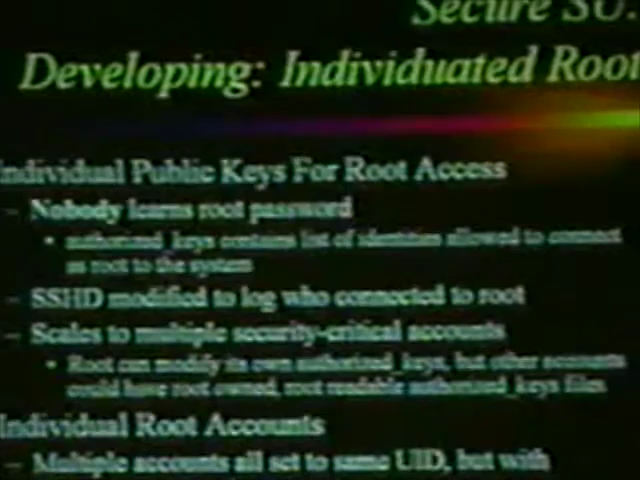 Secure SU:
Developing: Individuated Root
Individual Public Keys For Root Access
– Nobody learns root password
• authorized_keys contains list of identities allowed to connect
as root to the system
– SSHD modified to log who connected to root
– Scales to multiple security-critical accounts
• Root can modify its own authorized_keys, but other accounts
could have root owned, root readable authorized_keys files
Individual Root Accounts
– Multiple accounts all set to same UID, but with